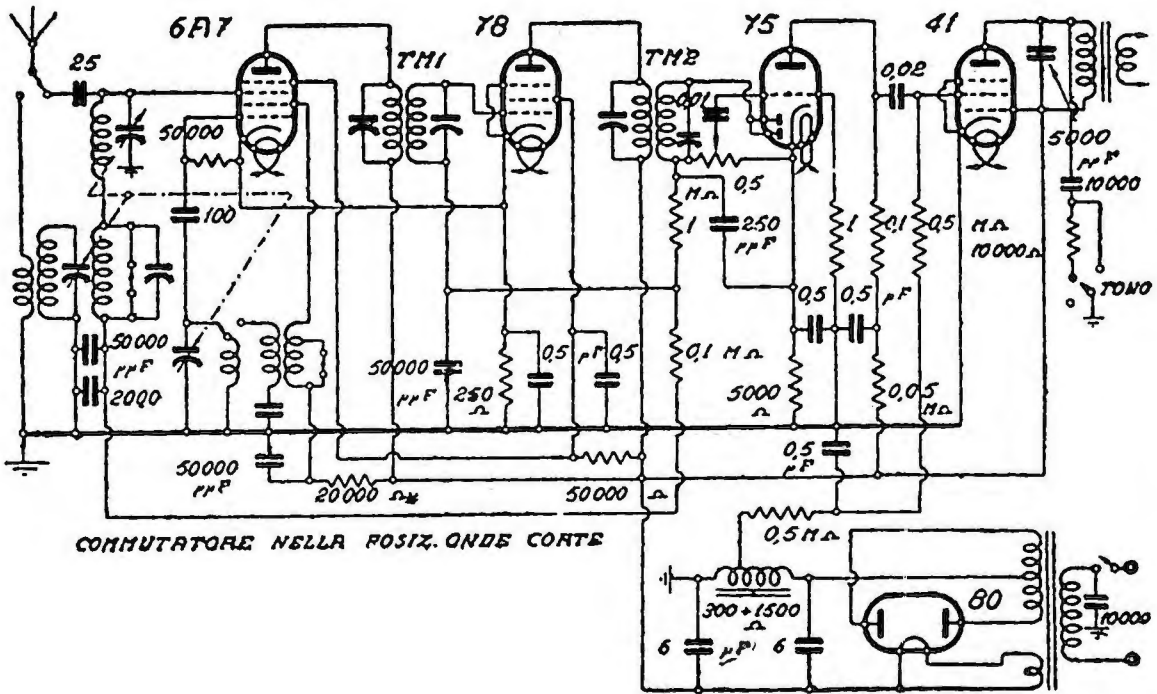 6A7
78
75
41
25
TM1
TM2
0,01
0,02
50000
100
0,5
MΩ
1
250
µµF
1
0,1
0,5
MΩ
10000Ω
5000
µµF
10000
TONO
50000
µµF
2000
50000
µµF
250
Ω
0,5
µF
0,5
0,1 MΩ
0,5
0,5
µF
5000
Ω
0,05
MΩ
0,5
µF
50000
µµF
20000 Ω*
50000 Ω
0,5 MΩ
COMMUTATORE NELLA POSIZ. ONDE CORTE
300+1500
Ω
6
µF
6
80
10000